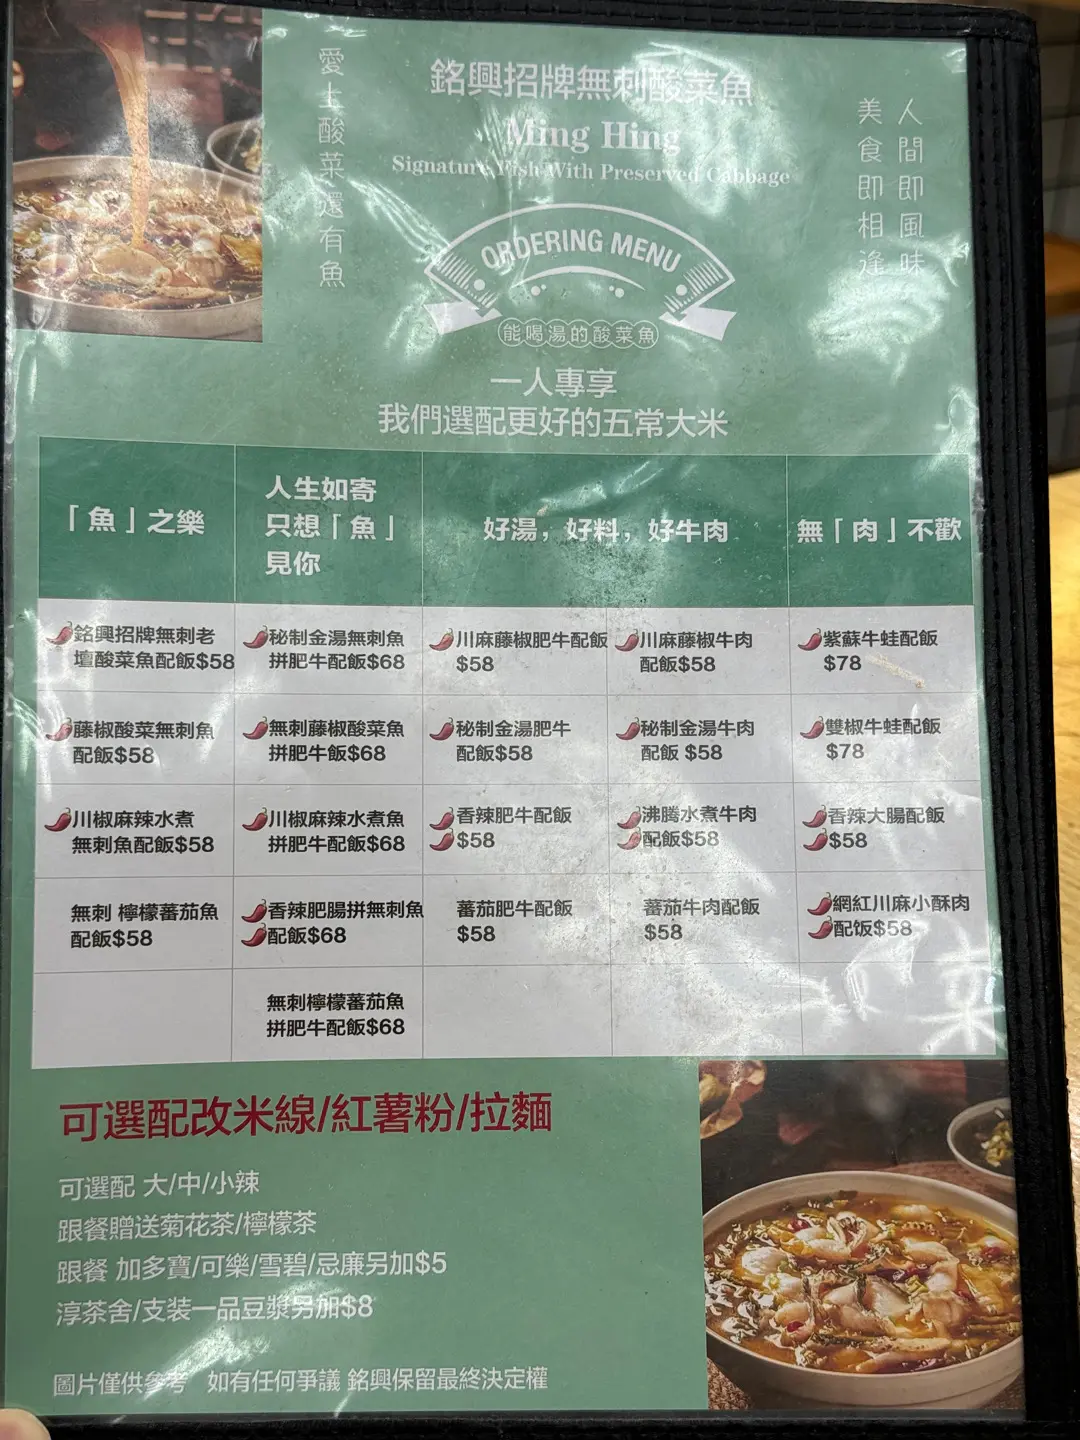 愛上酸菜還有魚
銘興招牌無刺酸菜魚
Ming Hing
Signature Fish With Preserved Cabbage
人間即風味
美食即相逢
ORDERING MENU
能喝湯的酸菜魚
一人專享
我們選配更好的五常大米
「魚」之樂
人生如寄
只想「魚」
見你
好湯，好料，好牛肉
無「肉」不歡
銘興招牌無刺老
壇酸菜魚配飯$58
秘制金湯無刺魚
拼肥牛配飯$68
川麻藤椒肥牛配飯
$58
川麻藤椒牛肉
配飯$58
紫蘇牛蛙配飯
$78
藤椒酸菜無刺魚
配飯$58
無刺藤椒酸菜魚
拼肥牛飯$68
秘制金湯肥牛
配飯$58
秘制金湯牛肉
配飯 $58
雙椒牛蛙配飯
$78
川椒麻辣水煮
無刺魚配飯$58
川椒麻辣水煮魚
拼肥牛配飯$68
香辣肥牛配飯
$58
沸騰水煮牛肉
配飯$58
香辣大腸配飯
$58
無刺 檸檬蕃茄魚
配飯$58
香辣肥腸拼無刺魚
配飯$68
蕃茄肥牛配飯
$58
蕃茄牛肉配飯
$58
網紅川麻小酥肉
配饭$58
無刺檸檬蕃茄魚
拼肥牛配飯$68
可選配改米線/紅薯粉/拉麵
可選配 大/中/小辣
跟餐贈送菊花茶/檸檬茶
跟餐 加多寶/可樂/雪碧/忌廉另加$5
淳茶舍/支装一品豆漿另加$8
圖片僅供參考 如有任何爭議 銘興保留最終決定權